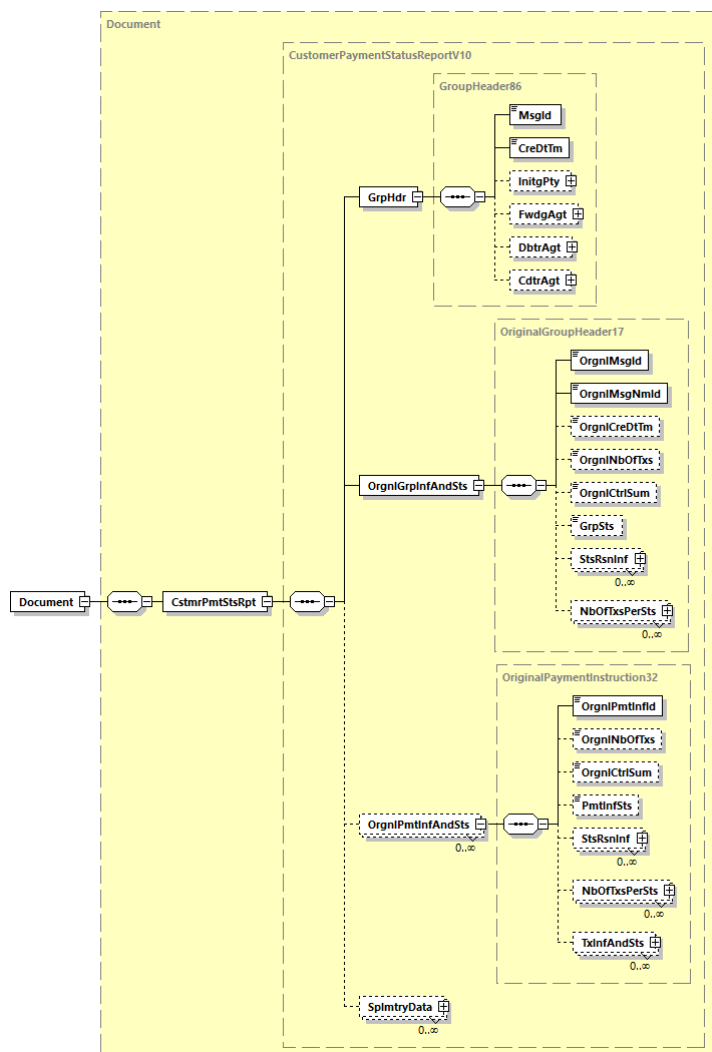 Document
CustomerPaymentStatusReportV10
GroupHeader86
MsgId
CreDtTm
GrpHdr
InitgPty
FwdgAgt
DbtrAgt
CdtrAgt
OriginalGroupHeader17
OrgnlMsgId
OrgnlMsgNmId
OrgnlCreDtTm
OrgnlNbOfTxs
OrgnlGrpInfAndSts
OrgnlCtrlSum
GrpSts
StsRsnInf
0..∞
Document
CstmrPmtStsRpt
NbOfTxsPerSts
0..∞
OriginalPaymentInstruction32
OrgnlPmtInfId
OrgnlNbOfTxs
OrgnlCtrlSum
PmtInfSts
OrgnlPmtInfAndSts
0..∞
StsRsnInf
0..∞
NbOfTxsPerSts
0..∞
TxInfAndSts
0..∞
SplmtryData
0..∞